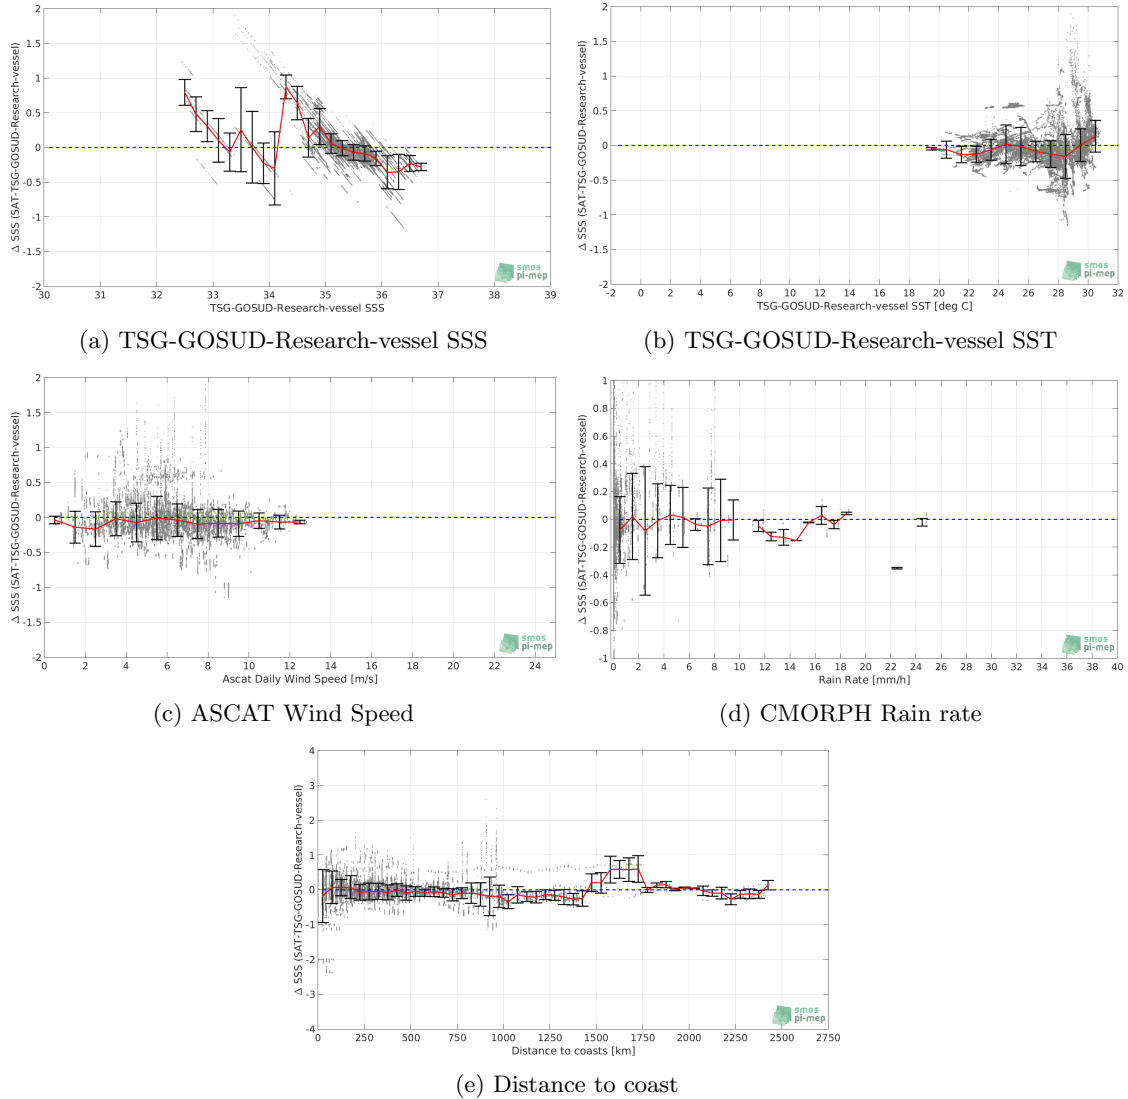 2
1.5
1
0.5
0
-0.5
-1
-1.5
-2
Δ SSS (SAT-TSG-GOSUD-Research-vessel)
30 31 32 33 34 35 36 37 38 39
TSG-GOSUD-Research-vessel SSS
smos
pi-mep
(a) TSG-GOSUD-Research-vessel SSS
2
1.5
1
0.5
0
-0.5
-1
-1.5
-2
Δ SSS (SAT-TSG-GOSUD-Research-vessel)
-2 0 2 4 6 8 10 12 14 16 18 20 22 24 26 28 30 32
TSG-GOSUD-Research-vessel SST [deg C]
smos
pi-mep
(b) TSG-GOSUD-Research-vessel SST
2
1.5
1
0.5
0
-0.5
-1
-1.5
-2
Δ SSS (SAT-TSG-GOSUD-Research-vessel)
0 2 4 6 8 10 12 14 16 18 20 22 24
Ascat Daily Wind Speed [m/s]
smos
pi-mep
(c) ASCAT Wind Speed
1
0.8
0.6
0.4
0.2
0
-0.2
-0.4
-0.6
-0.8
-1
Δ SSS (SAT-TSG-GOSUD-Research-vessel)
0 2 4 6 8 10 12 14 16 18 20 22 24 26 28 30 32 34 36 38 40
Rain Rate [mm/h]
smos
pi-mep
(d) CMORPH Rain rate
4
3
2
1
0
-1
-2
-3
-4
Δ SSS (SAT-TSG-GOSUD-Research-vessel)
0 250 500 750 1000 1250 1500 1750 2000 2250 2500 2750
Distance to coasts [km]
smos
pi-mep
(e) Distance to coast